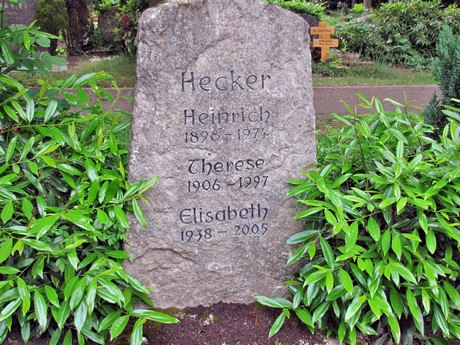 Hecker
Heinrich
1898-1974
Therese
1906-1997
Elisabeth
1938-2005